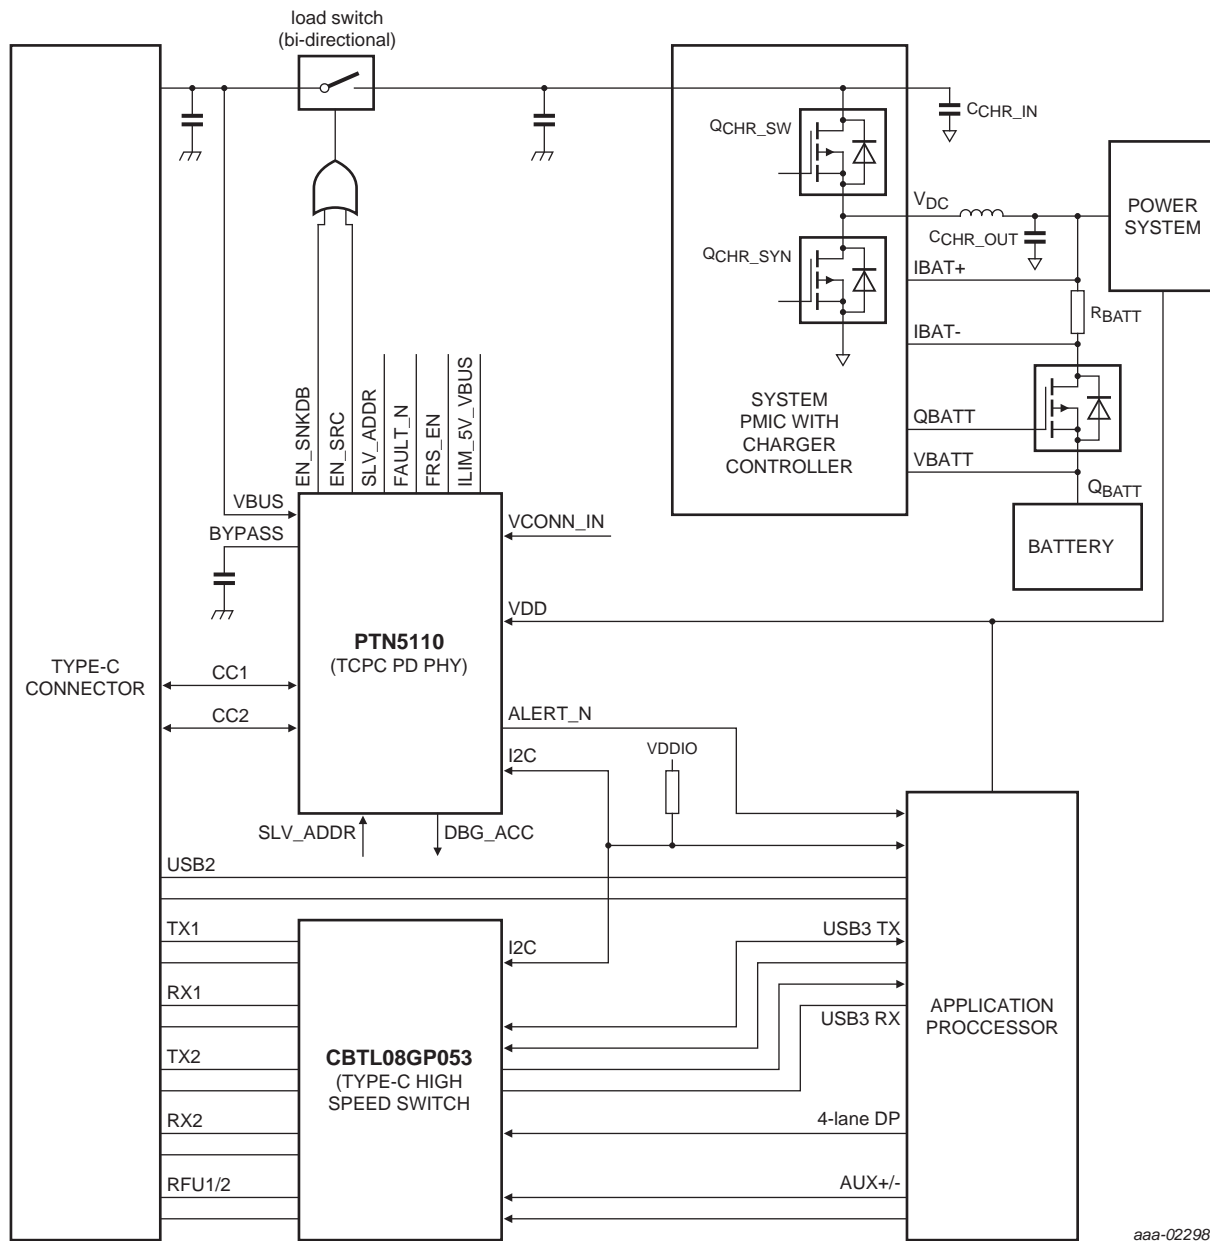 load switch
(bi-directional)
QCHR_SW
CCHR_IN
VDC
POWER
SYSTEM
CCHR_OUT
QCHR_SYN
IBAT+
RBATT
IBAT-
SYSTEM
PMIC WITH
CHARGER
CONTROLLER
QBATT
VBATT
QBATT
BATTERY
EN_SNKDB
EN_SRC
SLV_ADDR
FAULT_N
FRS_EN
ILIM_5V_VBUS
VBUS
BYPASS
VCONN_IN
VDD
PTN5110
(TCPC PD PHY)
TYPE-C
CONNECTOR
CC1
CC2
ALERT_N
I2C
VDDIO
SLV_ADDR
DBG_ACC
USB2
TX1
I2C
USB3 TX
RX1
USB3 RX
APPLICATION
PROCCESSOR
TX2
CBTL08GP053
(TYPE-C HIGH
SPEED SWITCH
RX2
4-lane DP
RFU1/2
AUX+/-
aaa-02298